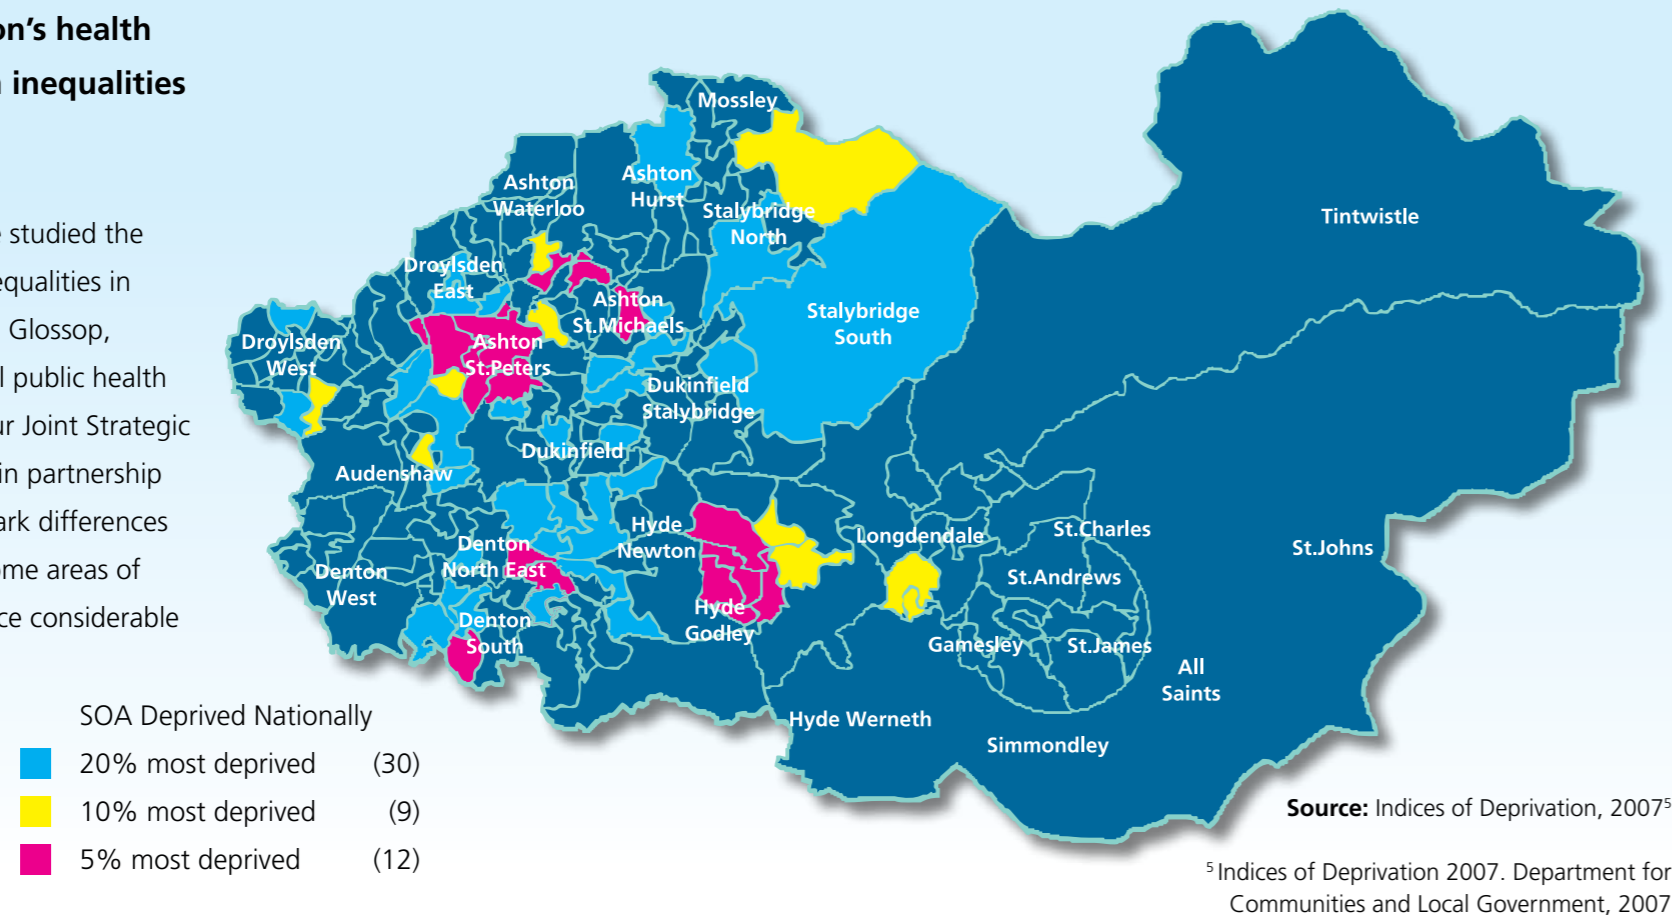 on's health
inequalities
studied the
equalities in
Glossop,
public health
ur Joint Strategic
in partnership
ark differences
ome areas of
ce considerable
Mossley
Ashton
Waterloo
Ashton
Hurst
Stalybridge
North
Tintwistle
Droylsden
East
Ashton
St.Michaels
Stalybridge
South
Droylsden
West
Ashton
St.Peters
Dukinfield
Stalybridge
Dukinfield
Audenshaw
Hyde
Newton
Longdendale
St.Charles
St.Johns
Denton
North East
Denton
West
St.Andrews
Hyde
Godley
Denton
South
Gamesley
St.James
All
Saints
Hyde Werneth
Simmondley
SOA Deprived Nationally
20% most deprived (30)
10% most deprived (9)
5% most deprived (12)
Source: Indices of Deprivation, 2007⁵
⁵ Indices of Deprivation 2007. Department for
Communities and Local Government, 2007